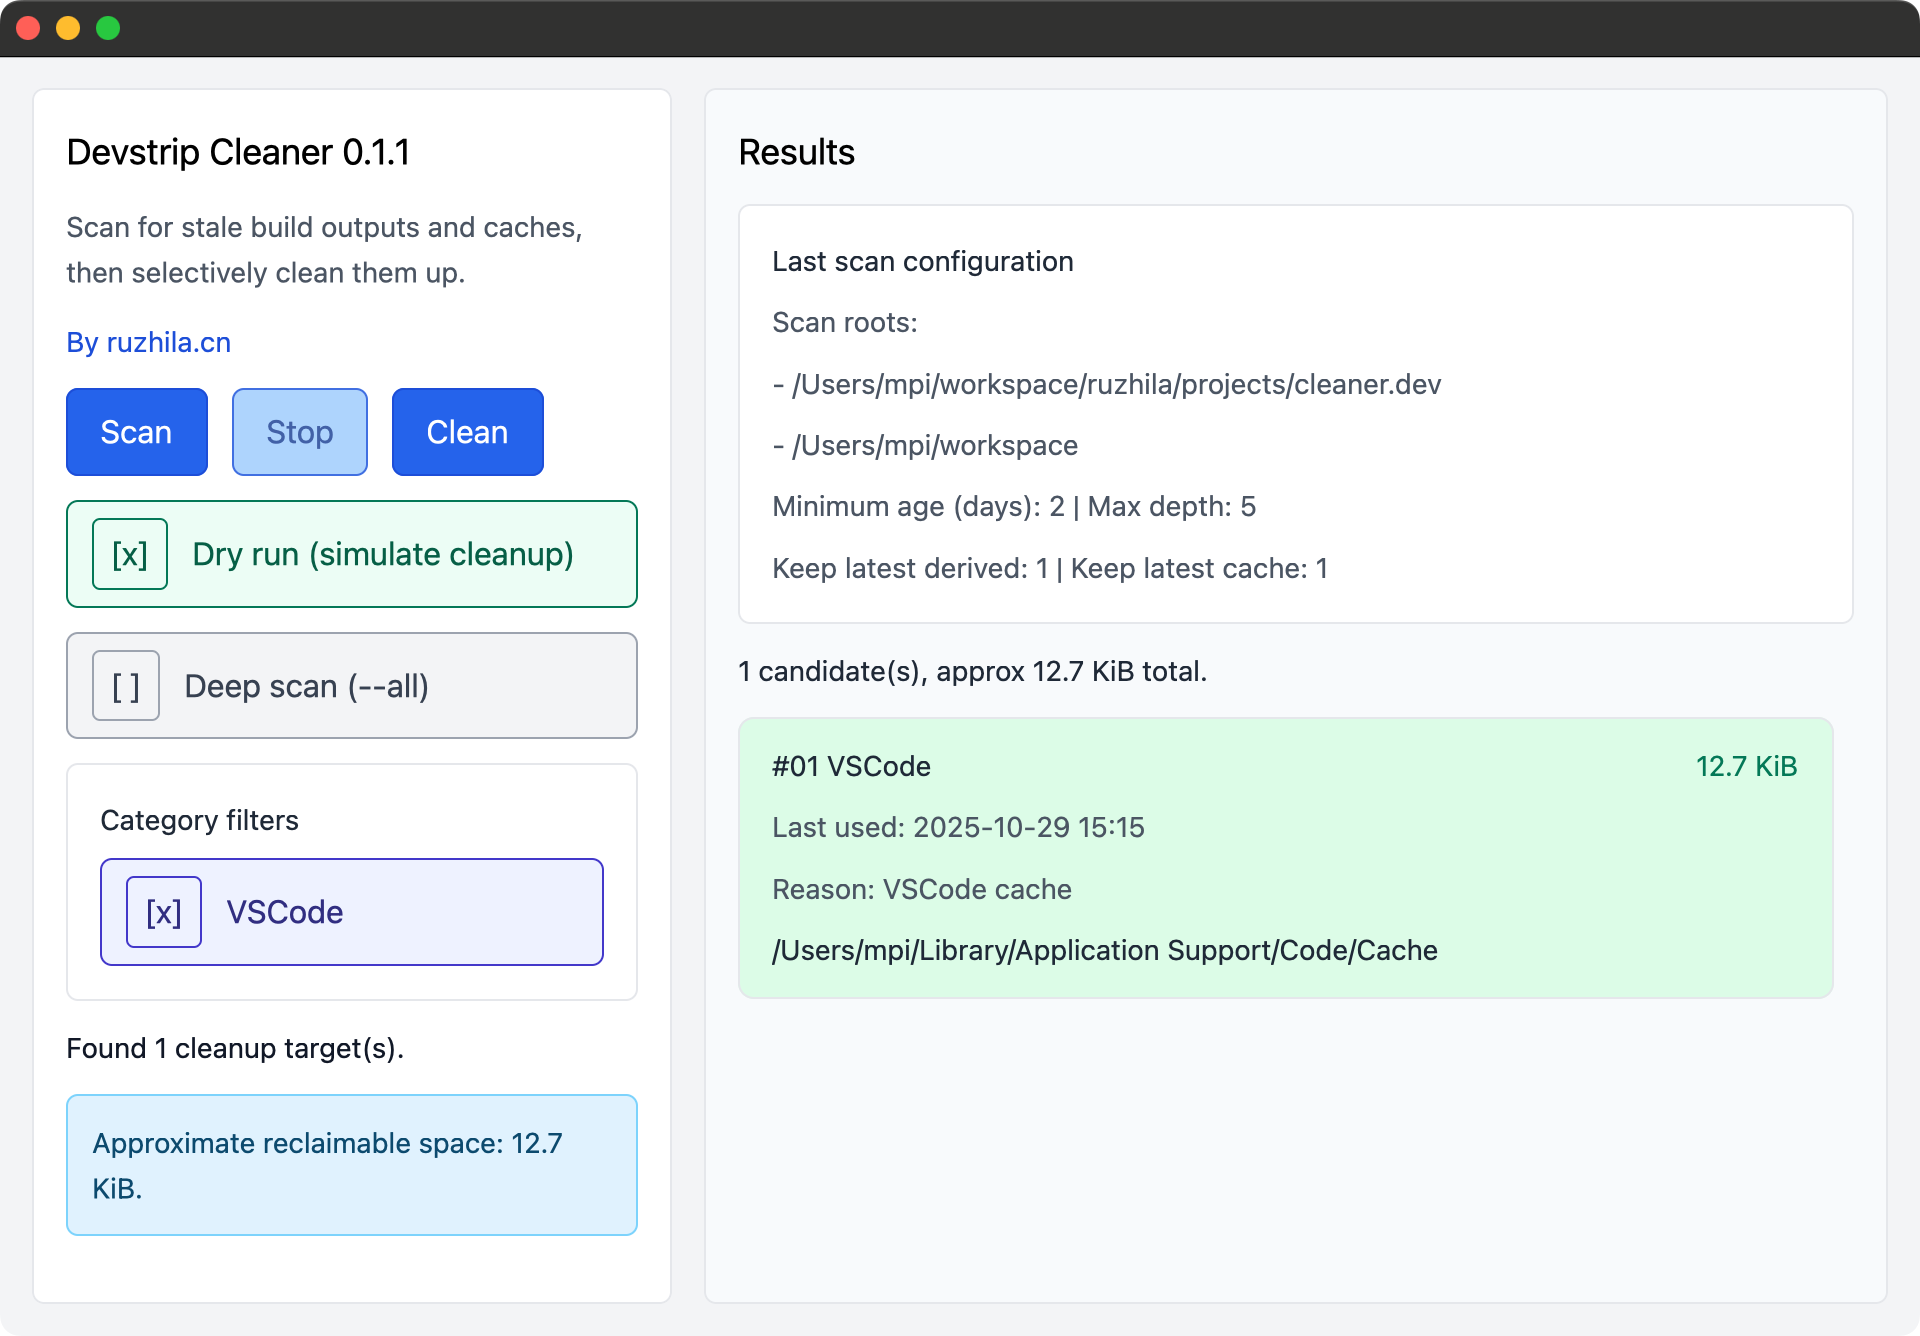 Devstrip Cleaner 0.1.1
Scan for stale build outputs and caches,
then selectively clean them up.
By ruzhila.cn
Scan
Stop
Clean
[x] Dry run (simulate cleanup)
[ ] Deep scan (--all)
Category filters
[x] VSCode
Found 1 cleanup target(s).
Approximate reclaimable space: 12.7
KiB.
Results
Last scan configuration
Scan roots:
- /Users/mpi/workspace/ruzhila/projects/cleaner.dev
- /Users/mpi/workspace
Minimum age (days): 2 | Max depth: 5
Keep latest derived: 1 | Keep latest cache: 1
1 candidate(s), approx 12.7 KiB total.
#01 VSCode 12.7 KiB
Last used: 2025-10-29 15:15
Reason: VSCode cache
/Users/mpi/Library/Application Support/Code/Cache